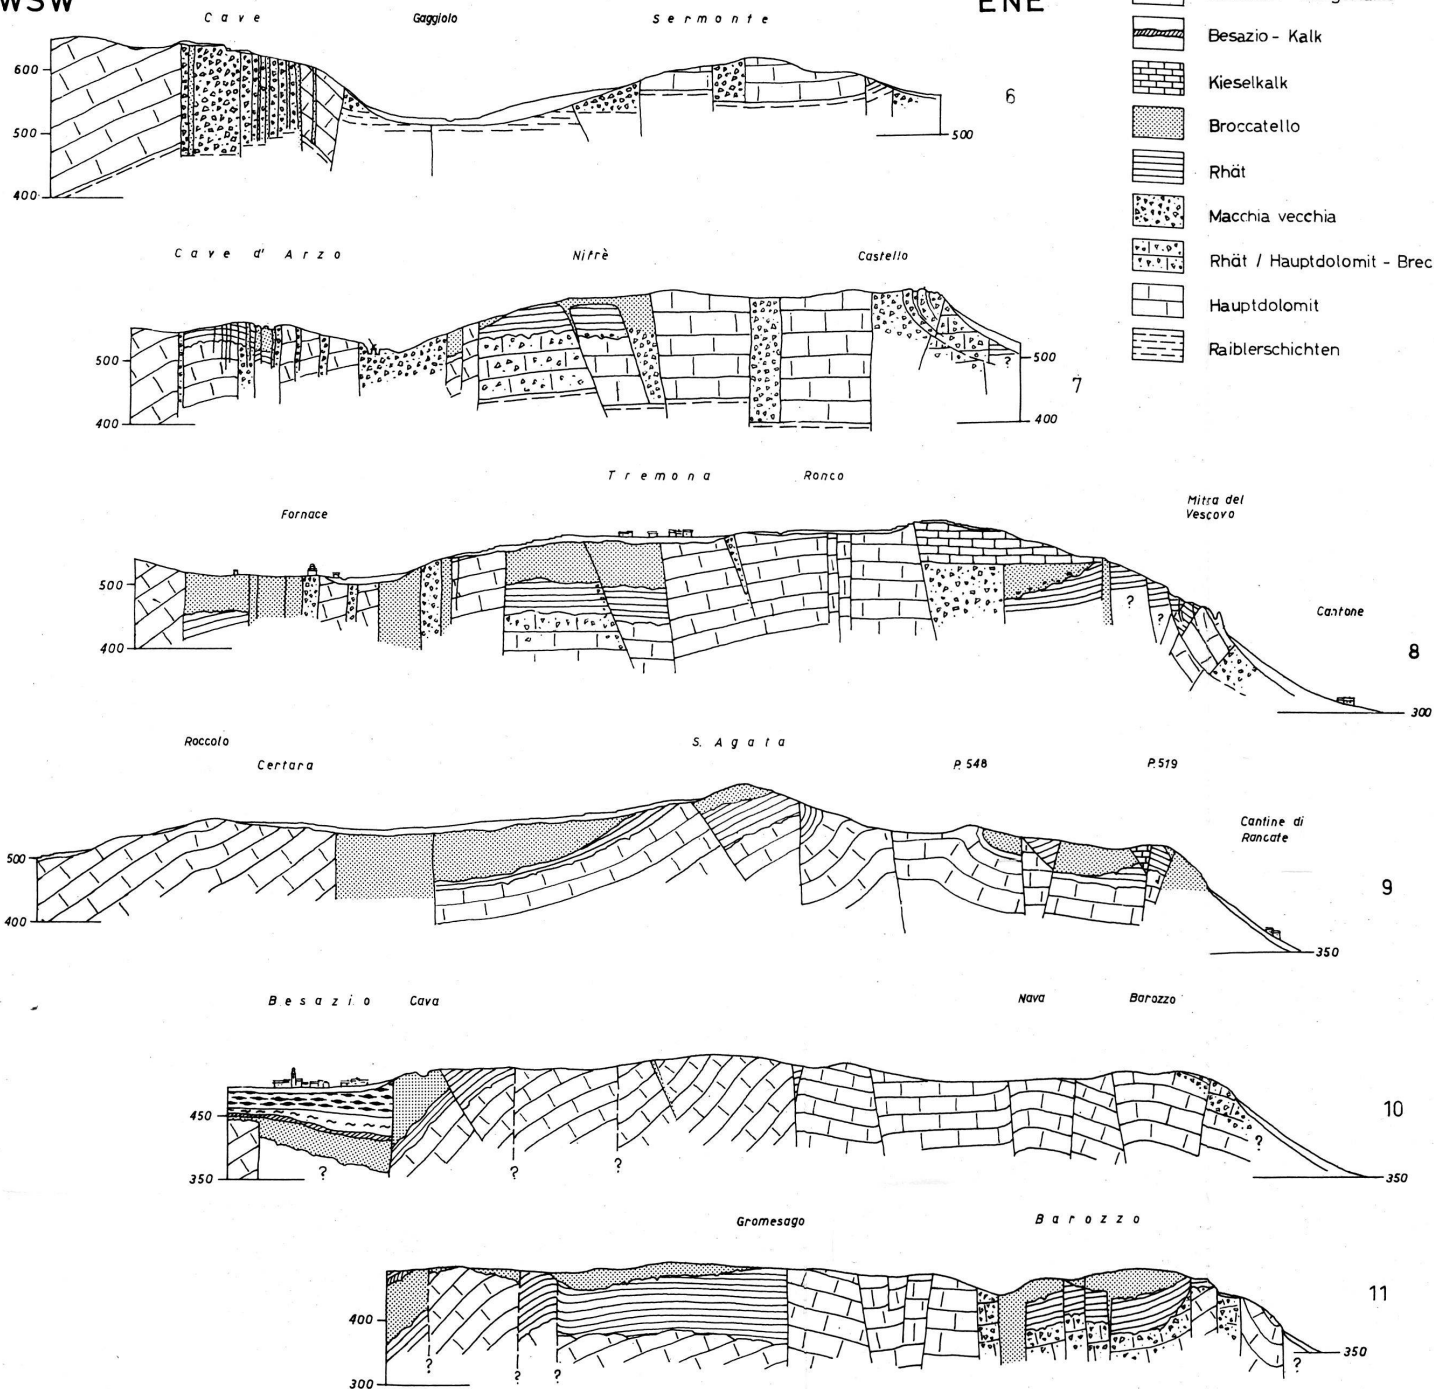 WSW
ENE
Cave Gaggiolo Sermonte
Besazio - Kalk
Kieselkalk
Broccatello
Rhät
Macchia vecchia
Rhät / Hauptdolomit - Brec
Hauptdolomit
Raiblerschichten
600
500
400
500
6
Cave d' Arzo Nitrè Castello
500
400
?
500
400
7
Tremona Ronco
Fornace
Mitra del
Vescovo
500
400
?
?
Cantone
300
8
Roccolo
Certara
S. Agata
P. 548
P. 519
Cantine di
Rancate
500
400
350
9
Besazio Cava Nava Barozzo
450
350
?
?
?
?
350
10
Gromesago Barozzo
400
300
?
?
?
?
350
11